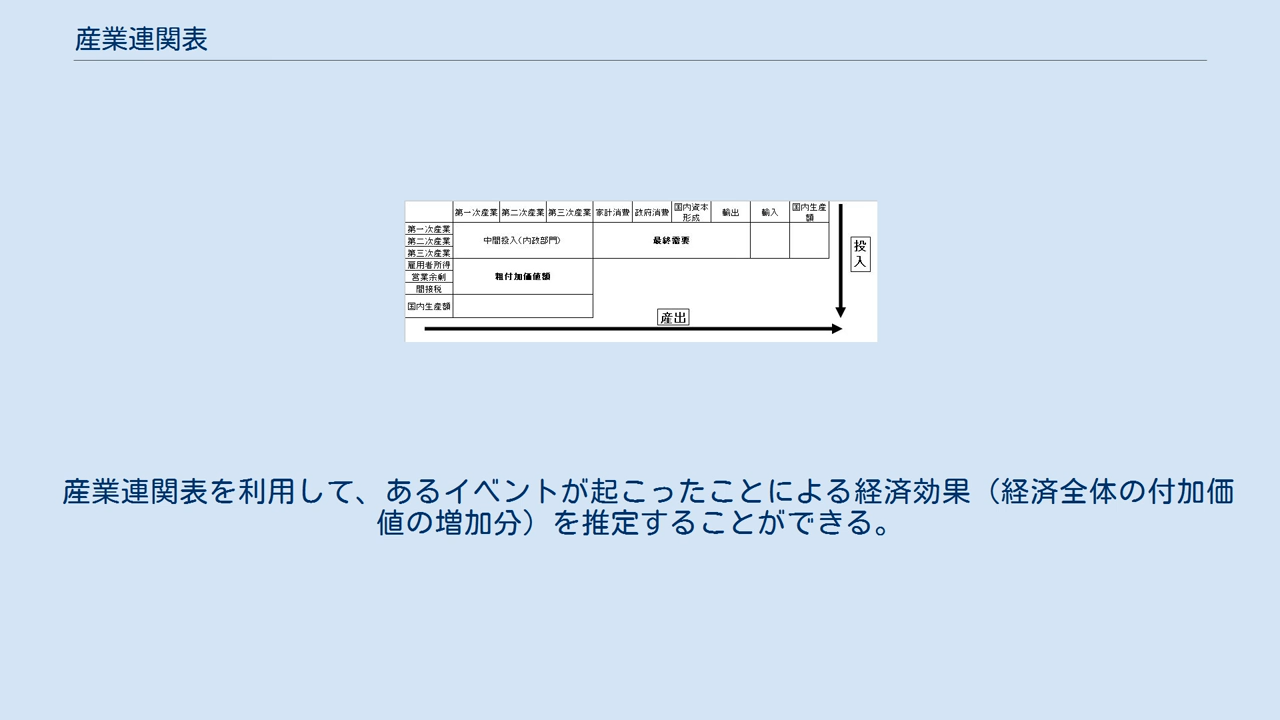 産業連関表
第一次産業 第二次産業 第三次産業 家計消費 政府消費 国内資本形成 輸出 輸入 国内生産額
第一次産業
第二次産業
第三次産業
中間投入(内政部門)
最終需要
雇用者所得
営業余剰
間接税
粗付加価値額
国内生産額
投入
産出
産業連関表を利用して、あるイベントが起こったことによる経済効果（経済全体の付加価
値の増加分）を推定することができる。